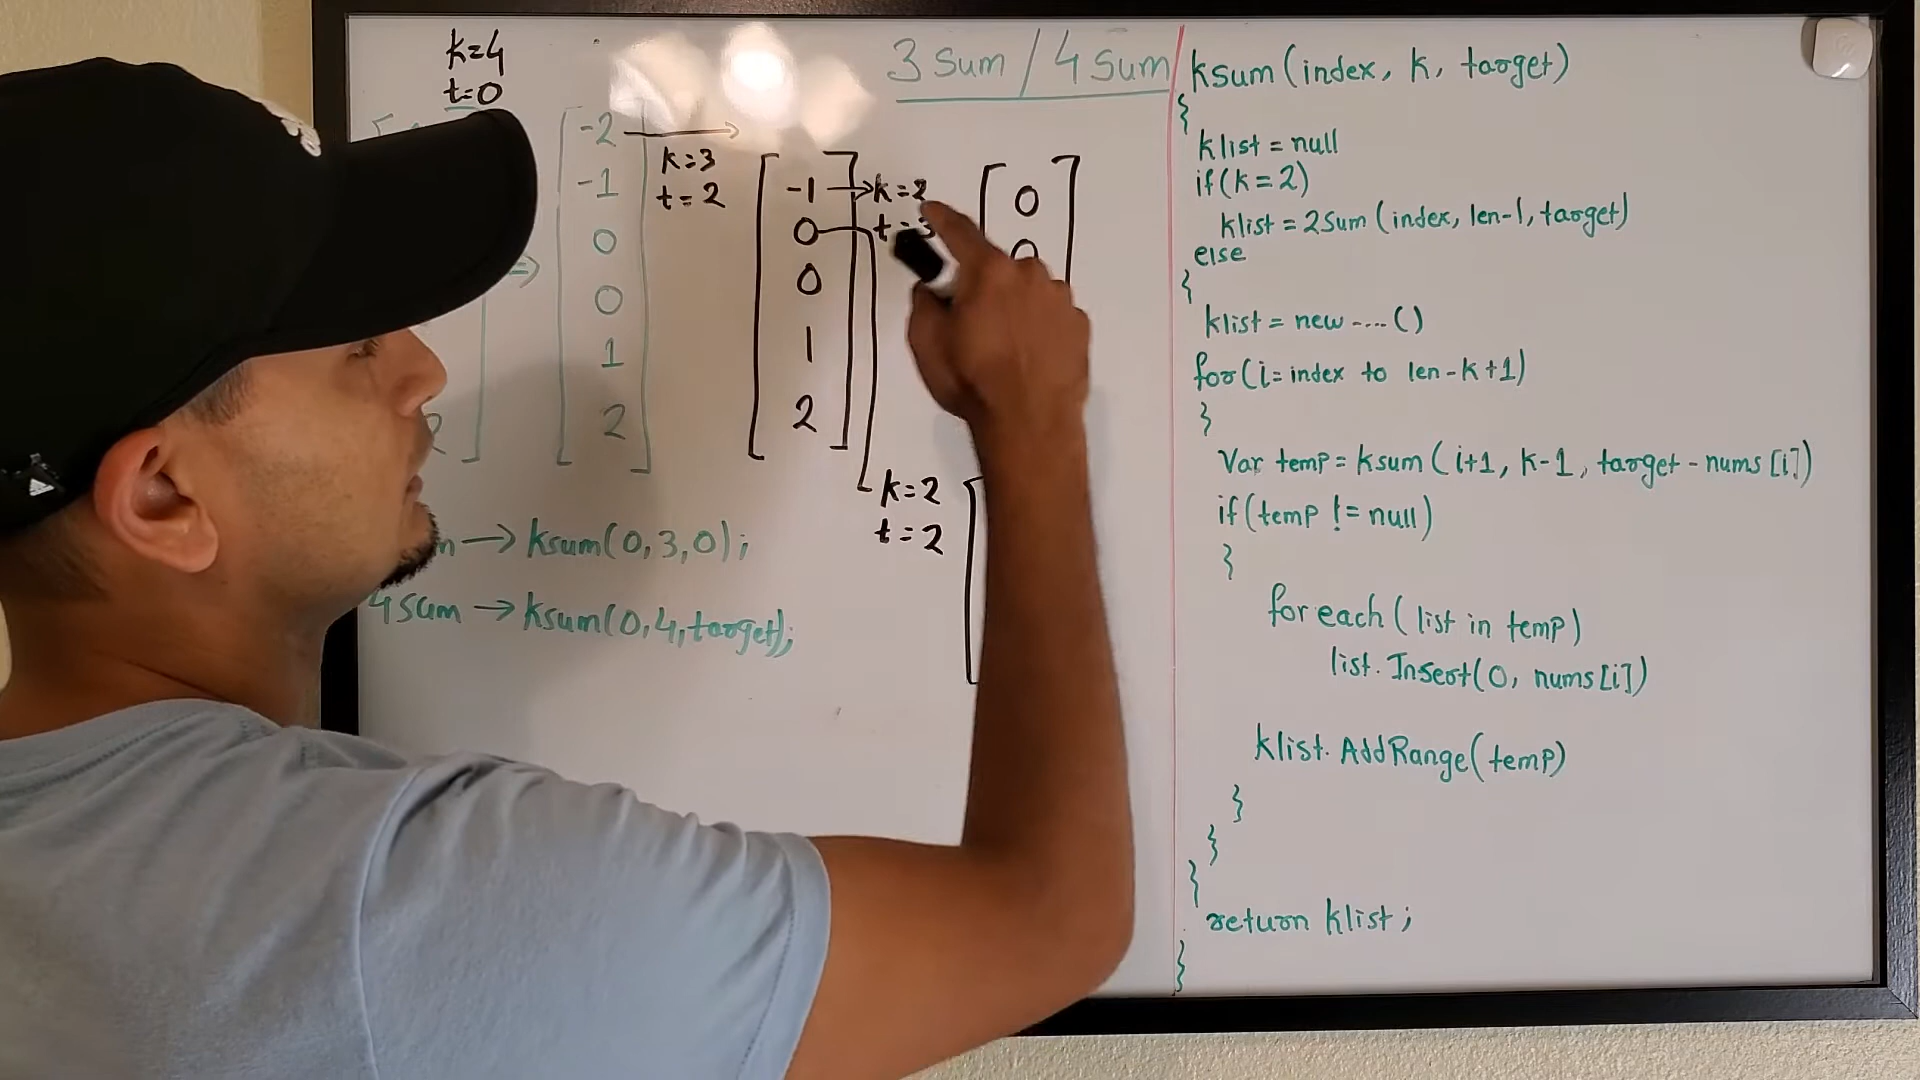 k=4
t=0
3 Sum / 4 Sum
-2
-1
0
0
1
2
k=3
t=2
-1
0
0
1
2
k=2
t=3
0
0
k=2
t=2
2
→ ksum(0,3,0);
4 Sum → ksum(0,4,target);
ksum(index, k, target)
{
klist = null
if(k=2)
klist = 2Sum(index, len-1, target)
else
{
klist = new ----()
for(i=index to len-k+1)
{
Var temp = ksum(i+1, k-1, target-nums[i])
if(temp != null)
{
for each(list in temp)
list.Insert(0, nums[i])
klist.AddRange(temp)
}
}
}
return klist;
}